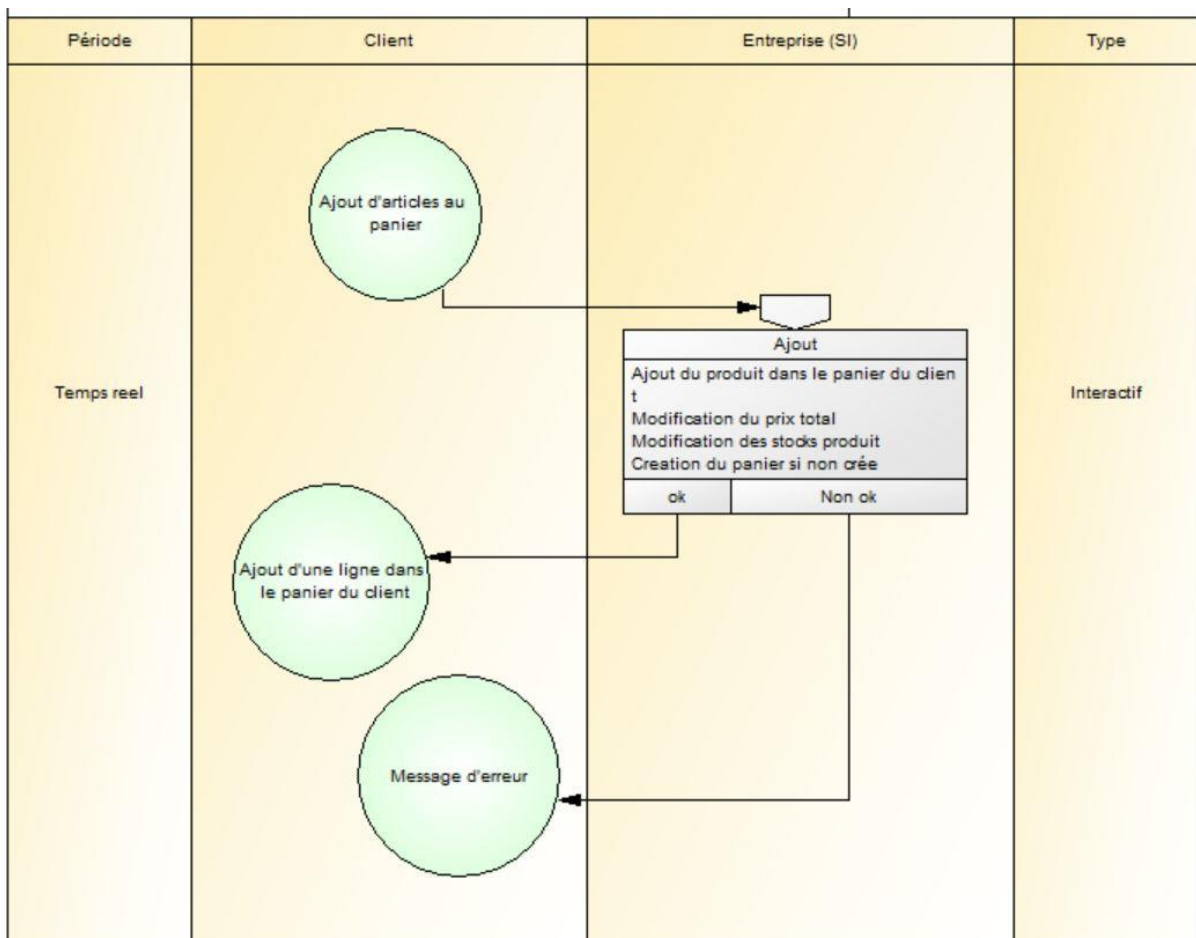 Période
Client
Entreprise (SI)
Type
Ajout d'articles au
panier
Ajout
Ajout du produit dans le panier du clien
t
Modification du prix total
Modification des stocks produit
Creation du panier si non crée
ok
Non ok
Temps reel
Interactif
Ajout d'une ligne dans
le panier du client
Message d'erreur